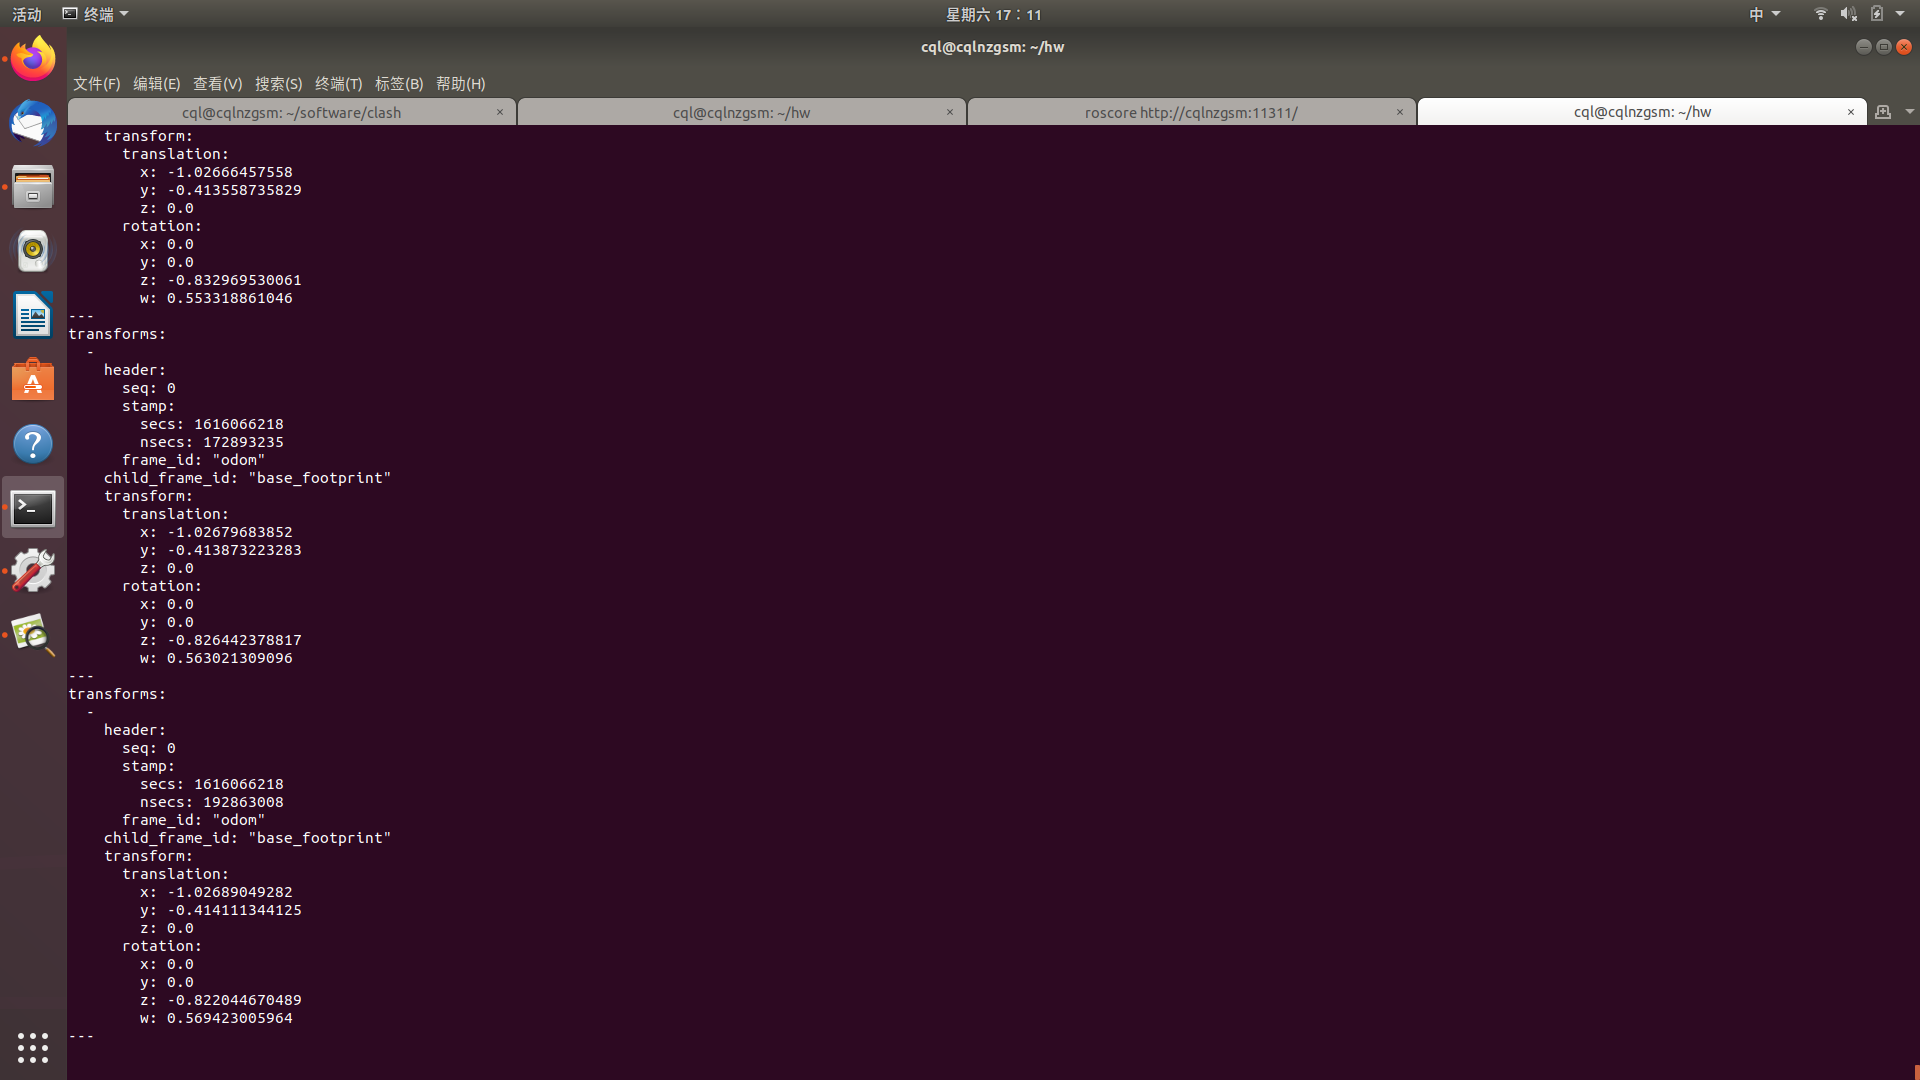 活动 终端 星期六 17：11 中
cql@cqlnzgsm: ~/hw
文件(F) 编辑(E) 查看(V) 搜索(S) 终端(T) 标签(B) 帮助(H)
cql@cqlnzgsm: ~/software/clash × cql@cqlnzgsm: ~/hw × roscore http://cqlnzgsm:11311/ × cql@cqlnzgsm: ~/hw ×
transform:
translation:
x: -1.02666457558
y: -0.413558735829
z: 0.0
rotation:
x: 0.0
y: 0.0
z: -0.832969530061
w: 0.553318861046
---
transforms:
-
header:
seq: 0
stamp:
secs: 1616066218
nsecs: 172893235
frame_id: "odom"
child_frame_id: "base_footprint"
transform:
translation:
x: -1.02679683852
y: -0.413873223283
z: 0.0
rotation:
x: 0.0
y: 0.0
z: -0.826442378817
w: 0.563021309096
---
transforms:
-
header:
seq: 0
stamp:
secs: 1616066218
nsecs: 192863008
frame_id: "odom"
child_frame_id: "base_footprint"
transform:
translation:
x: -1.02689049282
y: -0.414111344125
z: 0.0
rotation:
x: 0.0
y: 0.0
z: -0.822044670489
w: 0.569423005964
---